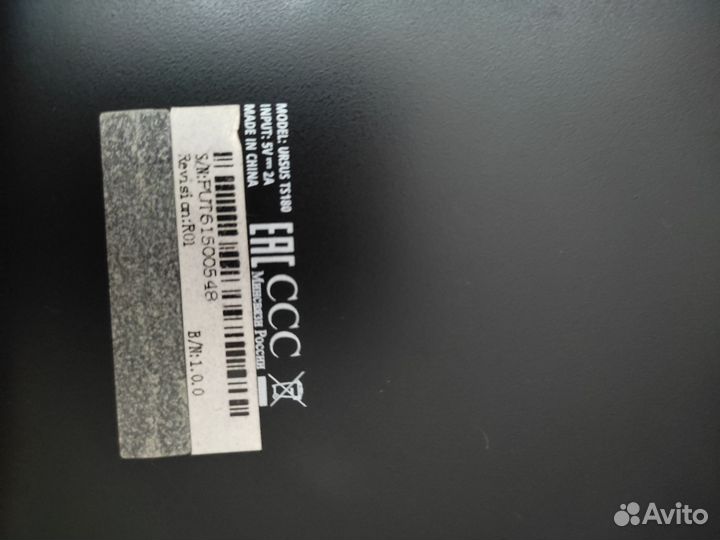 MODEL: URSUS TS180
INPUT: 5V 2A
MADE IN CHINA
EAC CCC
Минсвязи России
S/N:PUT61500548
Revision:R01
B/N:1.0.0
Avito